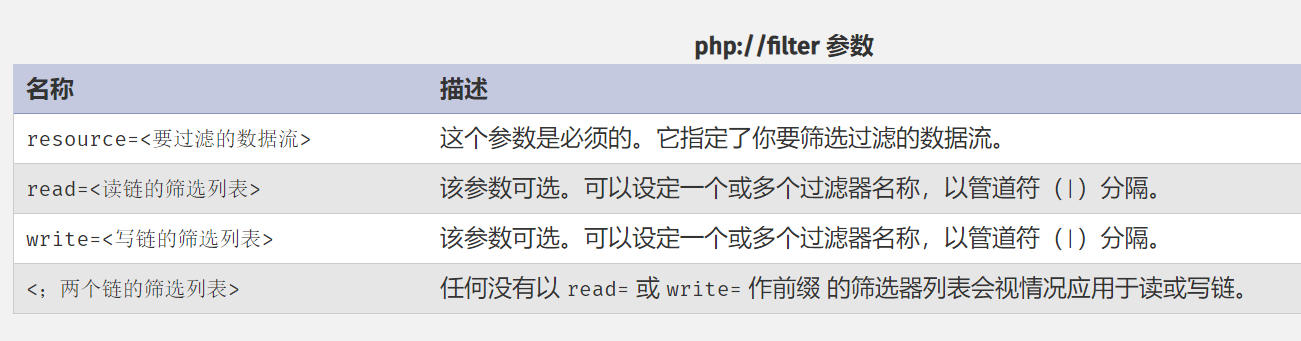 php://filter 参数
名称 描述
resource=<要过滤的数据流> 这个参数是必须的。它指定了你要筛选过滤的数据流。
read=<读链的筛选列表> 该参数可选。可以设定一个或多个过滤器名称，以管道符（|）分隔。
write=<写链的筛选列表> 该参数可选。可以设定一个或多个过滤器名称，以管道符（|）分隔。
<；两个链的筛选列表> 任何没有以 read= 或 write= 作前缀 的筛选器列表会视情况应用于读或写链。